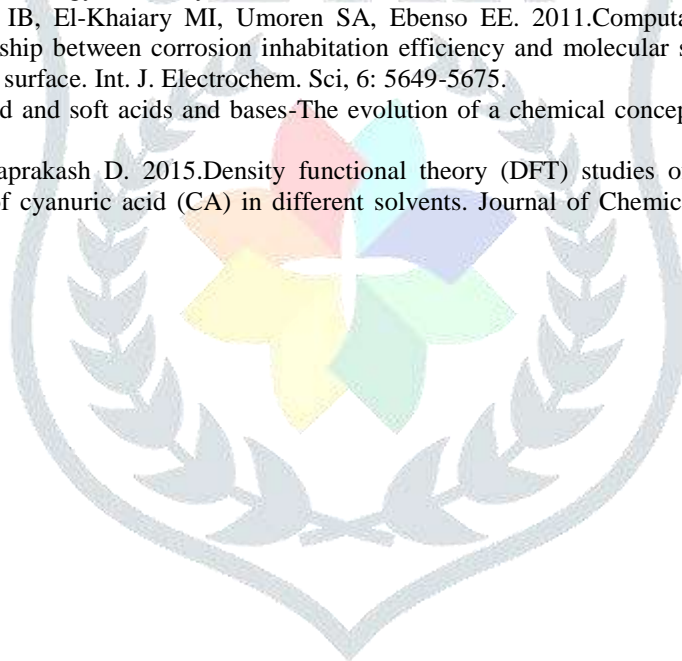 IB, El-Khaiary MI, Umoren SA, Ebenso EE. 2011.Computa
ship between corrosion inhabitation efficiency and molecular s
surface. Int. J. Electrochem. Sci, 6: 5649-5675.
d and soft acids and bases-The evolution of a chemical concep
aprakash D. 2015.Density functional theory (DFT) studies o
of cyanuric acid (CA) in different solvents. Journal of Chemic